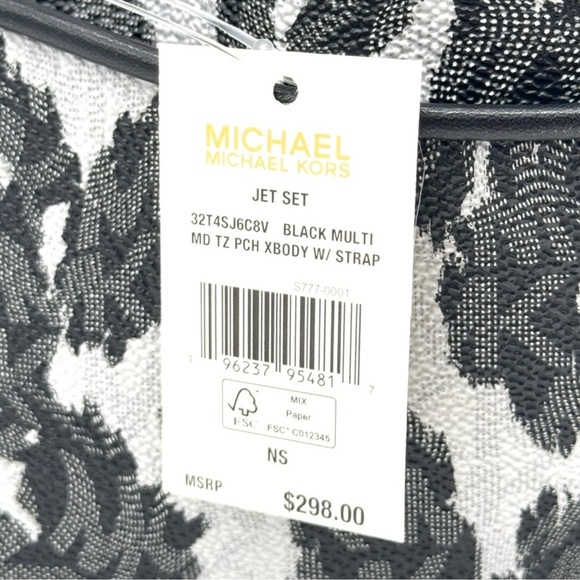 MICHAEL
MICHAEL KORS
JET SET
32T4SJ6C8V BLACK MULTI
MD TZ PCH XBODY W/ STRAP
S777-0001
1 96237 95481 7
FSC
MIX
Paper
FSC® C012345
NS
MSRP $298.00